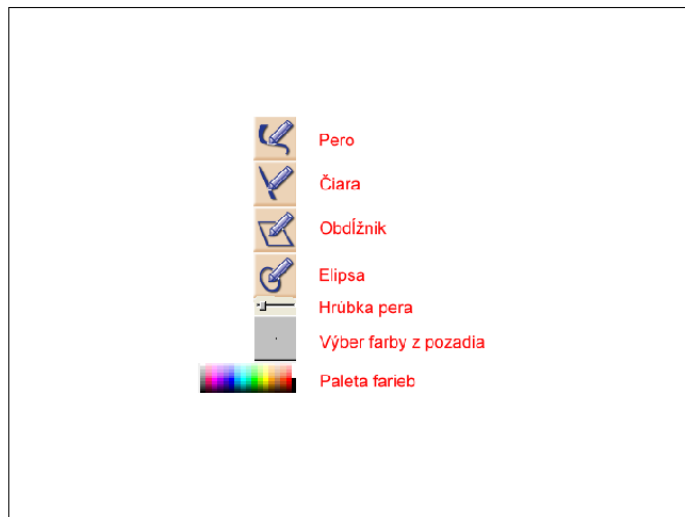 Pero
Čiara
Obdĺžnik
Elipsa
Hrúbka pera
Výber farby z pozadia
Paleta farieb